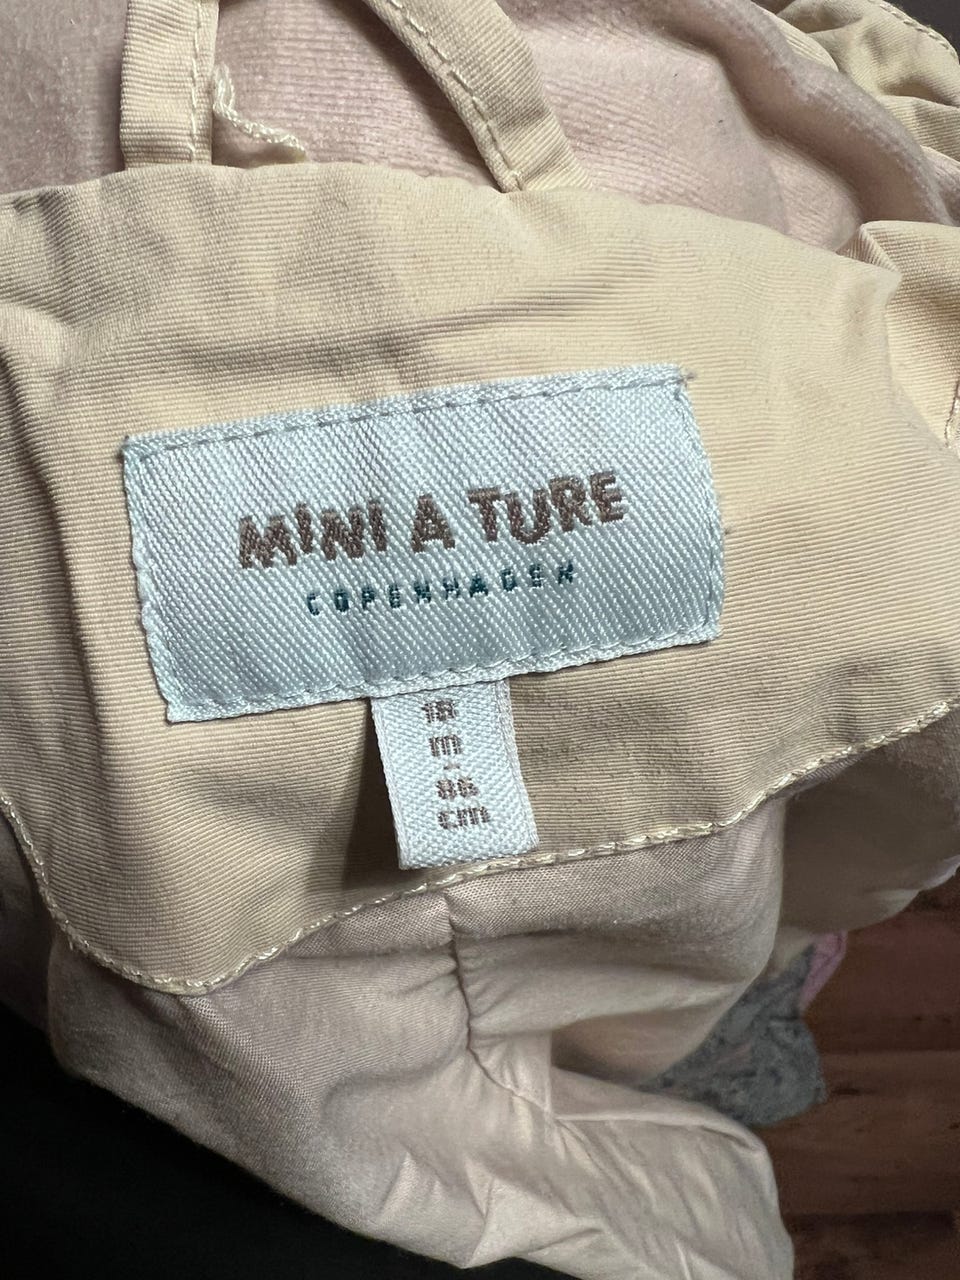 MINI A TURE
COPENHAGEN
18
m-
86
cm